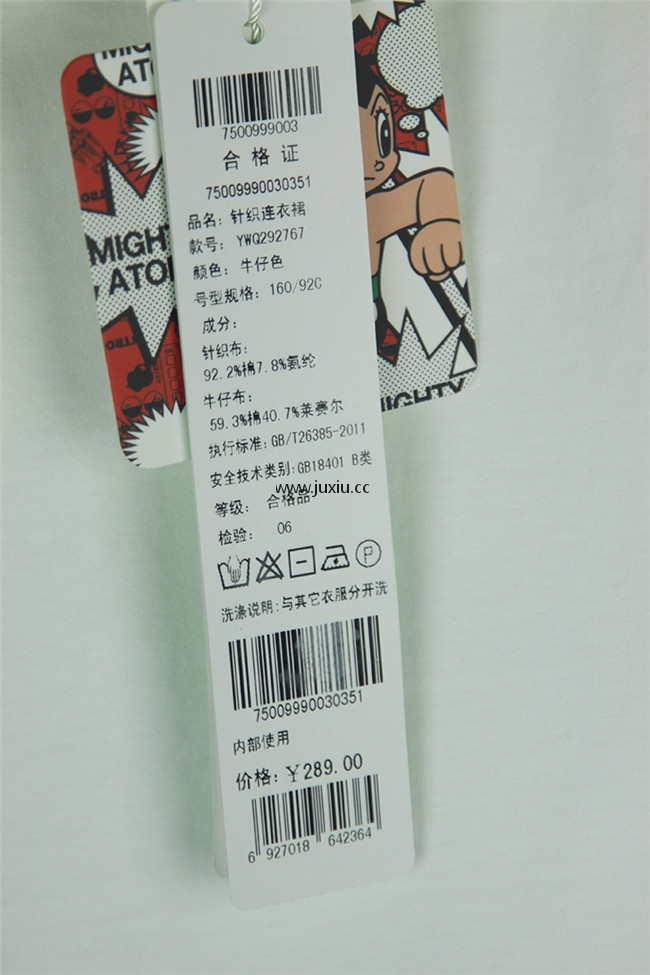 MIGHTY
ATO
7500999003
合格证
75009990030351
品名：针织连衣裙
款号：YWQ292767
颜色：牛仔色
号型规格：160/92C
成分：
针织布：
92.2%棉7.8%氨纶
牛仔布：
59.3%棉40.7%莱赛尔
执行标准：GB/T26385-2011
安全技术类别：GB18401 B类
www.juxiu.cc
等级： 合格品
检验： 06
P
洗涤说明：与其它衣服分开洗
75009990030351
内部使用
价格：￥289.00
6 927018 642364
MIGHT
ATO
MIGHTY